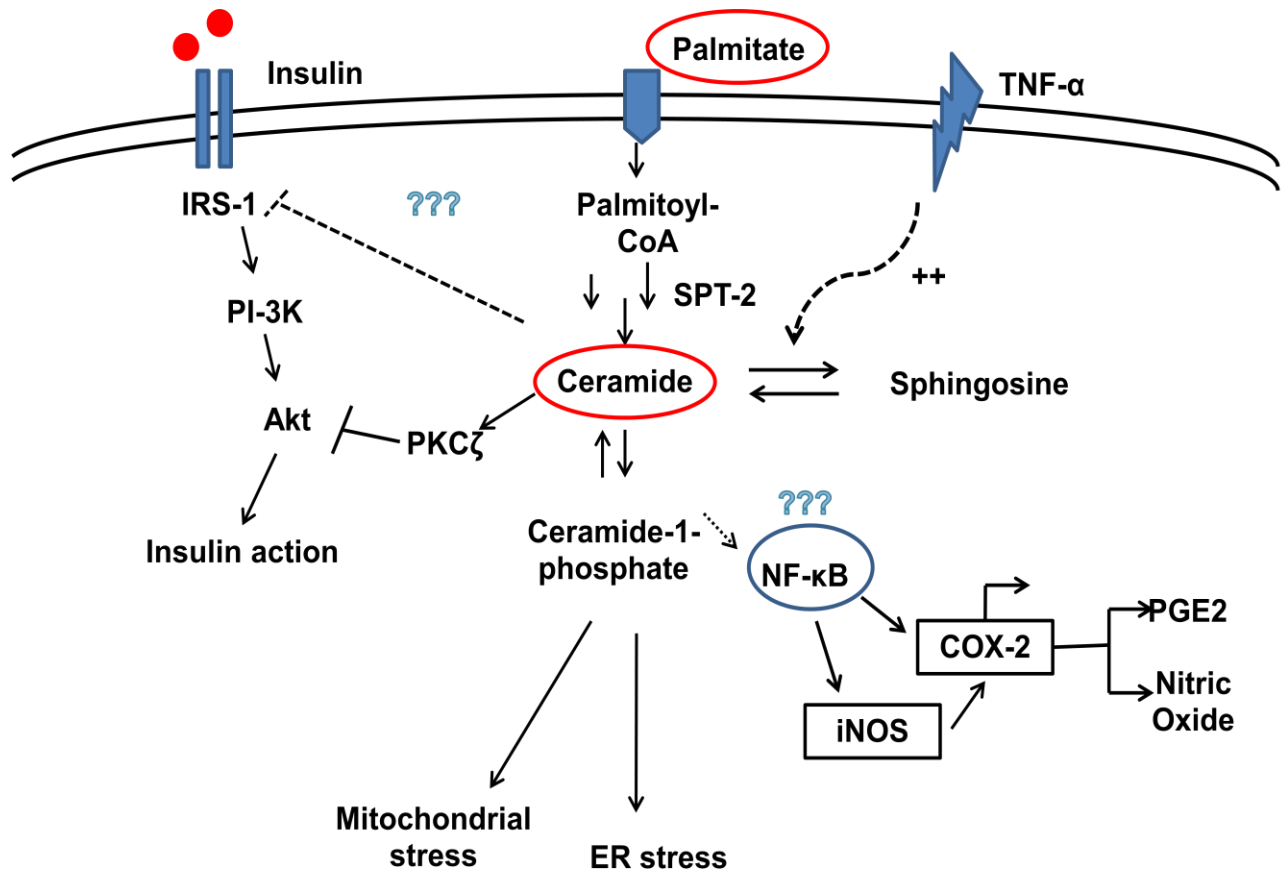 Insulin
Palmitate
TNF-α
IRS-1
???
Palmitoyl-
CoA
++
PI-3K
SPT-2
Ceramide
Sphingosine
Akt
PKCζ
Insulin action
Ceramide-1-
phosphate
???
NF-κB
COX-2
PGE2
Nitric
Oxide
iNOS
Mitochondrial
stress
ER stress